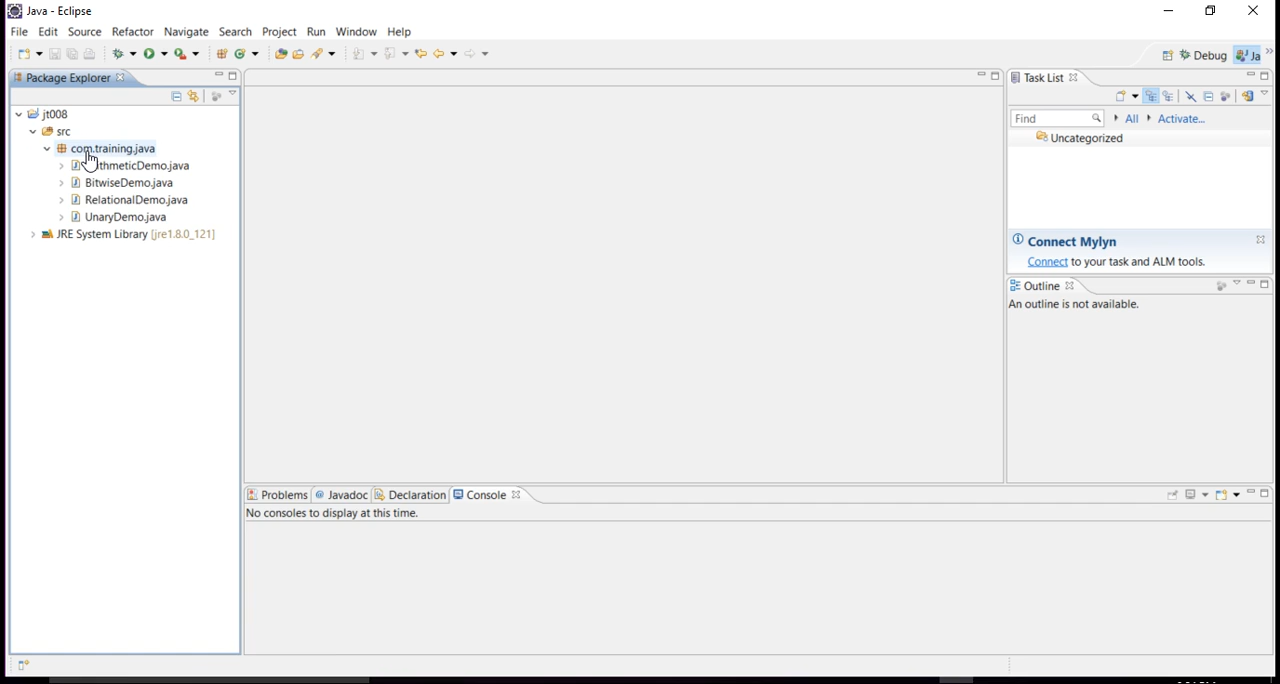 Java - Eclipse
File Edit Source Refactor Navigate Search Project Run Window Help
Debug Ja
Package Explorer
jt008
src
com.training.java
thmeticDemo.java
BitwiseDemo.java
RelationalDemo.java
UnaryDemo.java
JRE System Library [jre1.8.0_121]
Task List
Find All Activate...
Uncategorized
Connect Mylyn
Connect to your task and ALM tools.
Outline
An outline is not available.
Problems Javadoc Declaration Console
No consoles to display at this time.